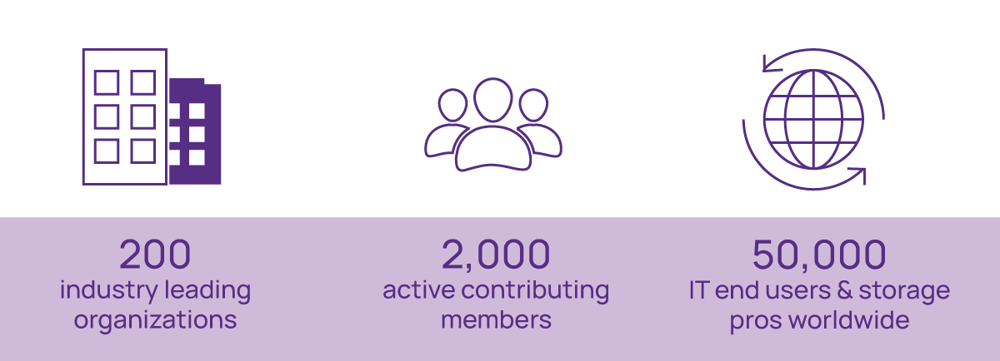 200
industry leading
organizations
2,000
active contributing
members
50,000
IT end users & storage
pros worldwide